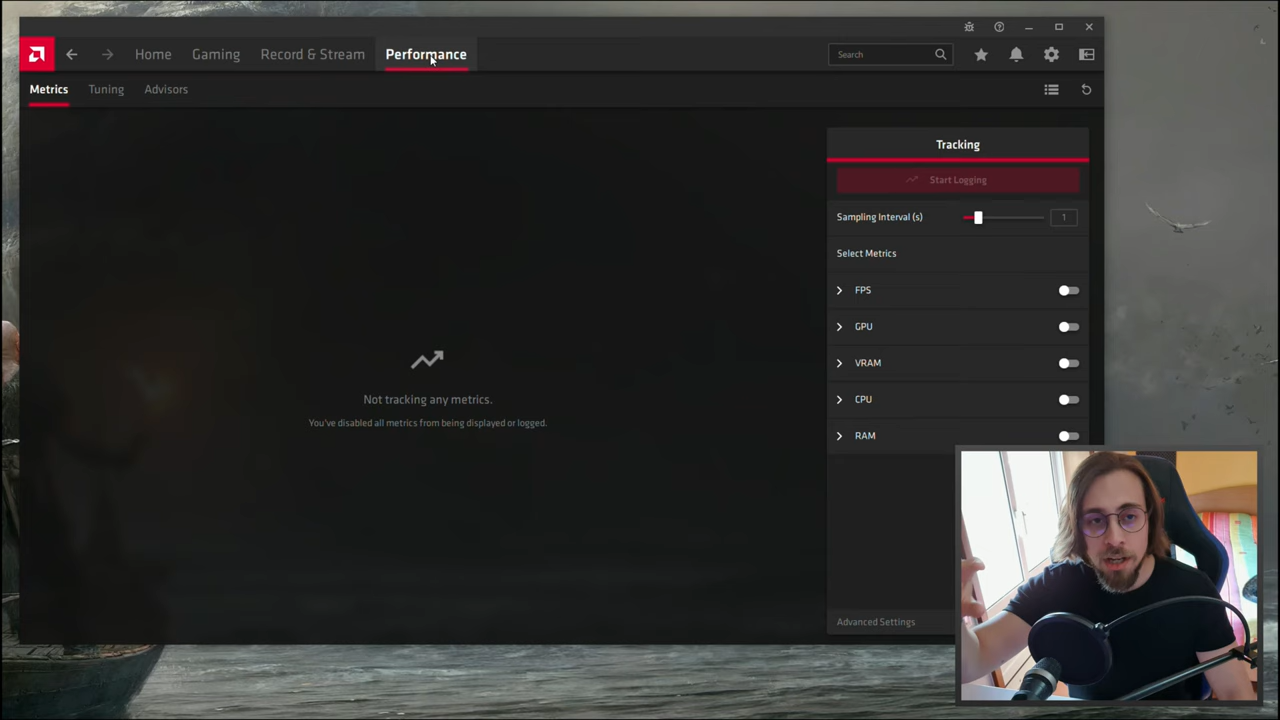 Home Gaming Record & Stream Performance Search
Metrics Tuning Advisors
Tracking
Start Logging
Sampling Interval (s) 1
Select Metrics
FPS
GPU
VRAM
CPU
RAM
Not tracking any metrics.
You've disabled all metrics from being displayed or logged.
Advanced Settings